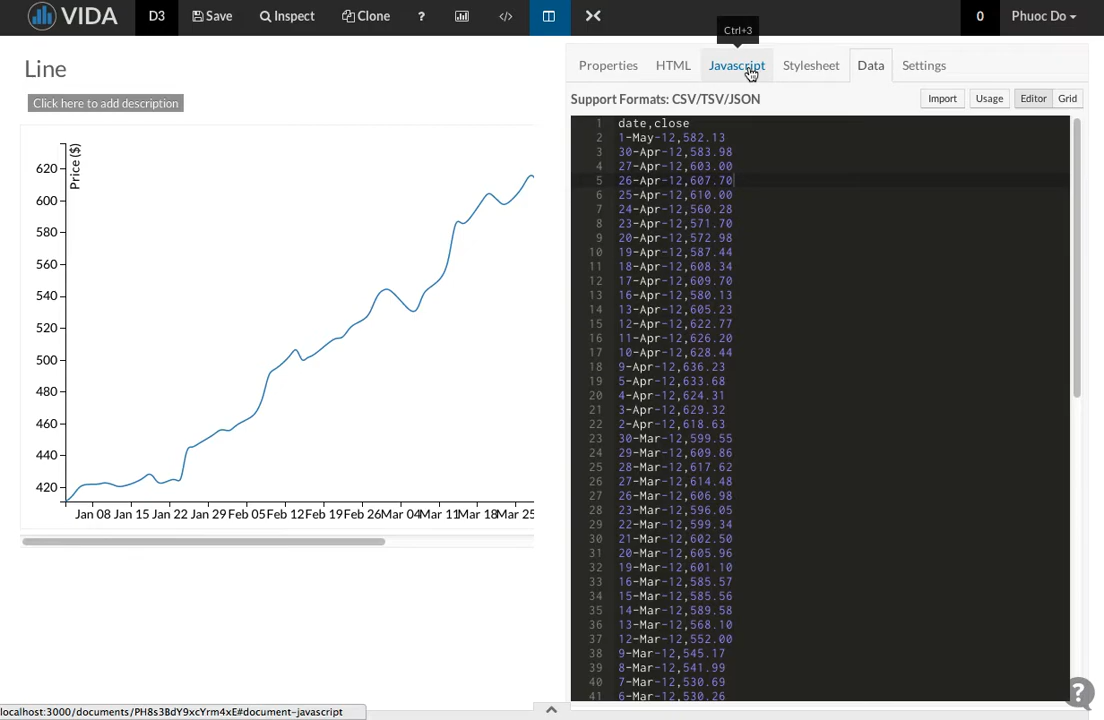 VIDA D3 Save Inspect Clone ? </> 0 Phuoc Do
Ctrl+3
Line
Click here to add description
Price ($)
620
600
580
560
540
520
500
480
460
440
420
Jan 08 Jan 15 Jan 22 Jan 29 Feb 05 Feb 12 Feb 19 Feb 26 Mar 04 Mar 11 Mar 18 Mar 25
Properties HTML Javascript Stylesheet Data Settings
Support Formats: CSV/TSV/JSON Import Usage Editor Grid
1 date,close
2 1-May-12,582.13
3 30-Apr-12,583.98
4 27-Apr-12,603.00
5 26-Apr-12,607.70
6 25-Apr-12,610.00
7 24-Apr-12,560.28
8 23-Apr-12,571.70
9 20-Apr-12,572.98
10 19-Apr-12,587.44
11 18-Apr-12,608.34
12 17-Apr-12,609.70
13 16-Apr-12,580.13
14 13-Apr-12,605.23
15 12-Apr-12,622.77
16 11-Apr-12,626.20
17 10-Apr-12,628.44
18 9-Apr-12,636.23
19 5-Apr-12,633.68
20 4-Apr-12,624.31
21 3-Apr-12,629.32
22 2-Apr-12,618.63
23 30-Mar-12,599.55
24 29-Mar-12,609.86
25 28-Mar-12,617.62
26 27-Mar-12,614.48
27 26-Mar-12,606.98
28 23-Mar-12,596.05
29 22-Mar-12,599.34
30 21-Mar-12,602.50
31 20-Mar-12,605.96
32 19-Mar-12,601.10
33 16-Mar-12,585.57
34 15-Mar-12,585.56
35 14-Mar-12,589.58
36 13-Mar-12,568.10
37 12-Mar-12,552.00
38 9-Mar-12,545.17
39 8-Mar-12,541.99
40 7-Mar-12,530.69
41 6-Mar-12,530.26
?
localhost:3000/documents/PH8s3BdY9xcYrm4xE#document-javascript